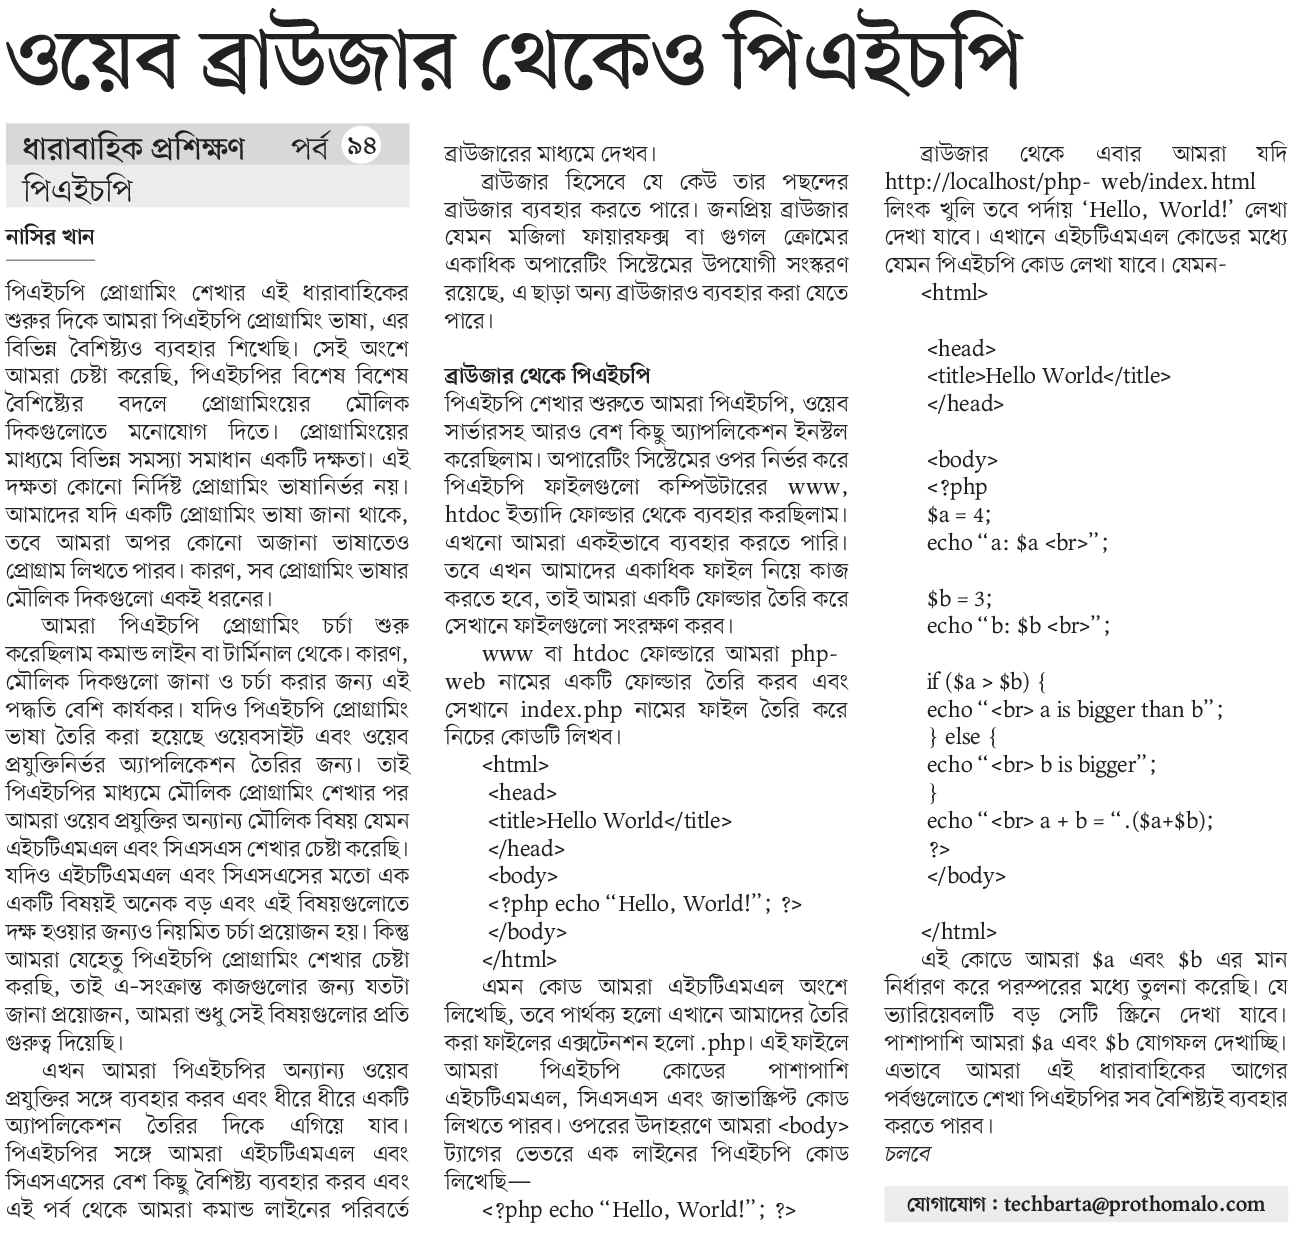 ওয়েব ব্রাউজার থেকেও পিএইচপি
ধারাবাহিক প্রশিক্ষণ পর্ব ৯৪
পিএইচপি
নাসির খান
পিএইচপি প্রোগ্রামিং শেখার এই ধারাবাহিকের
শুরুর দিকে আমরা পিএইচপি প্রোগ্রামিং ভাষা, এর
বিভিন্ন বৈশিষ্ট্যও ব্যবহার শিখেছি। সেই অংশে
আমরা চেষ্টা করেছি, পিএইচপির বিশেষ বিশেষ
বৈশিষ্ট্যের বদলে প্রোগ্রামিংয়ের মৌলিক
দিকগুলোতে মনোযোগ দিতে। প্রোগ্রামিংয়ের
মাধ্যমে বিভিন্ন সমস্যা সমাধান একটি দক্ষতা। এই
দক্ষতা কোনো নির্দিষ্ট প্রোগ্রামিং ভাষানির্ভর নয়।
আমাদের যদি একটি প্রোগ্রামিং ভাষা জানা থাকে,
তবে আমরা অপর কোনো অজানা ভাষাতেও
প্রোগ্রাম লিখতে পারব। কারণ, সব প্রোগ্রামিং ভাষার
মৌলিক দিকগুলো একই ধরনের।
আমরা পিএইচপি প্রোগ্রামিং চর্চা শুরু
করেছিলাম কমান্ড লাইন বা টার্মিনাল থেকে। কারণ,
মৌলিক দিকগুলো জানা ও চর্চা করার জন্য এই
পদ্ধতি বেশি কার্যকর। যদিও পিএইচপি প্রোগ্রামিং
ভাষা তৈরি করা হয়েছে ওয়েবসাইট এবং ওয়েব
প্রযুক্তিনির্ভর অ্যাপলিকেশন তৈরির জন্য। তাই
পিএইচপির মাধ্যমে মৌলিক প্রোগ্রামিং শেখার পর
আমরা ওয়েব প্রযুক্তির অন্যান্য মৌলিক বিষয় যেমন
এইচটিএমএল এবং সিএসএস শেখার চেষ্টা করেছি।
যদিও এইচটিএমএল এবং সিএসএসের মতো এক
একটি বিষয়ই অনেক বড় এবং এই বিষয়গুলোতে
দক্ষ হওয়ার জন্যও নিয়মিত চর্চা প্রয়োজন হয়। কিন্তু
আমরা যেহেতু পিএইচপি প্রোগ্রামিং শেখার চেষ্টা
করছি, তাই এ-সংক্রান্ত কাজগুলোর জন্য যতটা
জানা প্রয়োজন, আমরা শুধু সেই বিষয়গুলোর প্রতি
গুরুত্ব দিয়েছি।
এখন আমরা পিএইচপির অন্যান্য ওয়েব
প্রযুক্তির সঙ্গে ব্যবহার করব এবং ধীরে ধীরে একটি
অ্যাপলিকেশন তৈরির দিকে এগিয়ে যাব।
পিএইচপির সঙ্গে আমরা এইচটিএমএল এবং
সিএসএসের বেশ কিছু বৈশিষ্ট্য ব্যবহার করব এবং
এই পর্ব থেকে আমরা কমান্ড লাইনের পরিবর্তে
ব্রাউজারের মাধ্যমে দেখব।
ব্রাউজার হিসেবে যে কেউ তার পছন্দের
ব্রাউজার ব্যবহার করতে পারে। জনপ্রিয় ব্রাউজার
যেমন মজিলা ফায়ারফক্স বা গুগল ক্রোমের
একাধিক অপারেটিং সিস্টেমের উপযোগী সংস্করণ
রয়েছে, এ ছাড়া অন্য ব্রাউজারও ব্যবহার করা যেতে
পারে।
ব্রাউজার থেকে পিএইচপি
পিএইচপি শেখার শুরুতে আমরা পিএইচপি, ওয়েব
সার্ভারসহ আরও বেশ কিছু অ্যাপলিকেশন ইনস্টল
করেছিলাম। অপারেটিং সিস্টেমের ওপর নির্ভর করে
পিএইচপি ফাইলগুলো কম্পিউটারের www,
htdoc ইত্যাদি ফোল্ডার থেকে ব্যবহার করছিলাম।
এখনো আমরা একইভাবে ব্যবহার করতে পারি।
তবে এখন আমাদের একাধিক ফাইল নিয়ে কাজ
করতে হবে, তাই আমরা একটি ফোল্ডার তৈরি করে
সেখানে ফাইলগুলো সংরক্ষণ করব।
www বা htdoc ফোল্ডারে আমরা php-
web নামের একটি ফোল্ডার তৈরি করব এবং
সেখানে index.php নামের ফাইল তৈরি করে
নিচের কোডটি লিখব।
<html>
<head>
<title>Hello World</title>
</head>
<body>
<?php echo “Hello, World!”; ?>
</body>
</html>
এমন কোড আমরা এইচটিএমএল অংশে
লিখেছি, তবে পার্থক্য হলো এখানে আমাদের তৈরি
করা ফাইলের এক্সটেনশন হলো .php। এই ফাইলে
আমরা পিএইচপি কোডের পাশাপাশি
এইচটিএমএল, সিএসএস এবং জাভাস্ক্রিপ্ট কোড
লিখতে পারব। ওপরের উদাহরণে আমরা <body>
ট্যাগের ভেতরে এক লাইনের পিএইচপি কোড
লিখেছি—
<?php echo “Hello, World!”; ?>
ব্রাউজার থেকে এবার আমরা যদি
http://localhost/php- web/index.html
লিংক খুলি তবে পর্দায় ‘Hello, World!’ লেখা
দেখা যাবে। এখানে এইচটিএমএল কোডের মধ্যে
যেমন পিএইচপি কোড লেখা যাবে। যেমন-
<html>
<head>
<title>Hello World</title>
</head>
<body>
<?php
$a = 4;
echo “a: $a <br>”;
$b = 3;
echo “b: $b <br>”;
if ($a > $b) {
echo “<br> a is bigger than b”;
} else {
echo “<br> b is bigger”;
}
echo “<br> a + b = “.($a+$b);
?>
</body>
</html>
এই কোডে আমরা $a এবং $b এর মান
নির্ধারণ করে পরস্পরের মধ্যে তুলনা করেছি। যে
ভ্যারিয়েবলটি বড় সেটি স্ক্রিনে দেখা যাবে।
পাশাপাশি আমরা $a এবং $b যোগফল দেখাচ্ছি।
এভাবে আমরা এই ধারাবাহিকের আগের
পর্বগুলোতে শেখা পিএইচপির সব বৈশিষ্ট্যই ব্যবহার
করতে পারব।
চলবে
যোগাযোগ : techbarta@prothomalo.com